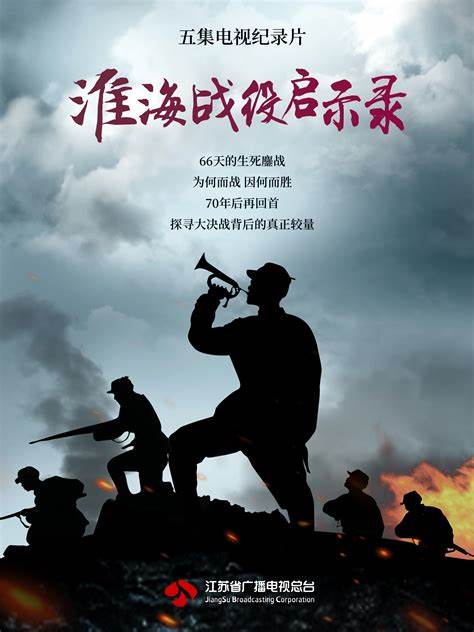 五集电视纪录片
淮海战役启示录
66天的生死鏖战
为何而战 因何而胜
70年后再回首
探寻大决战背后的真正较量
江苏省广播电视总台
JiangSu Broadcasting Corporation